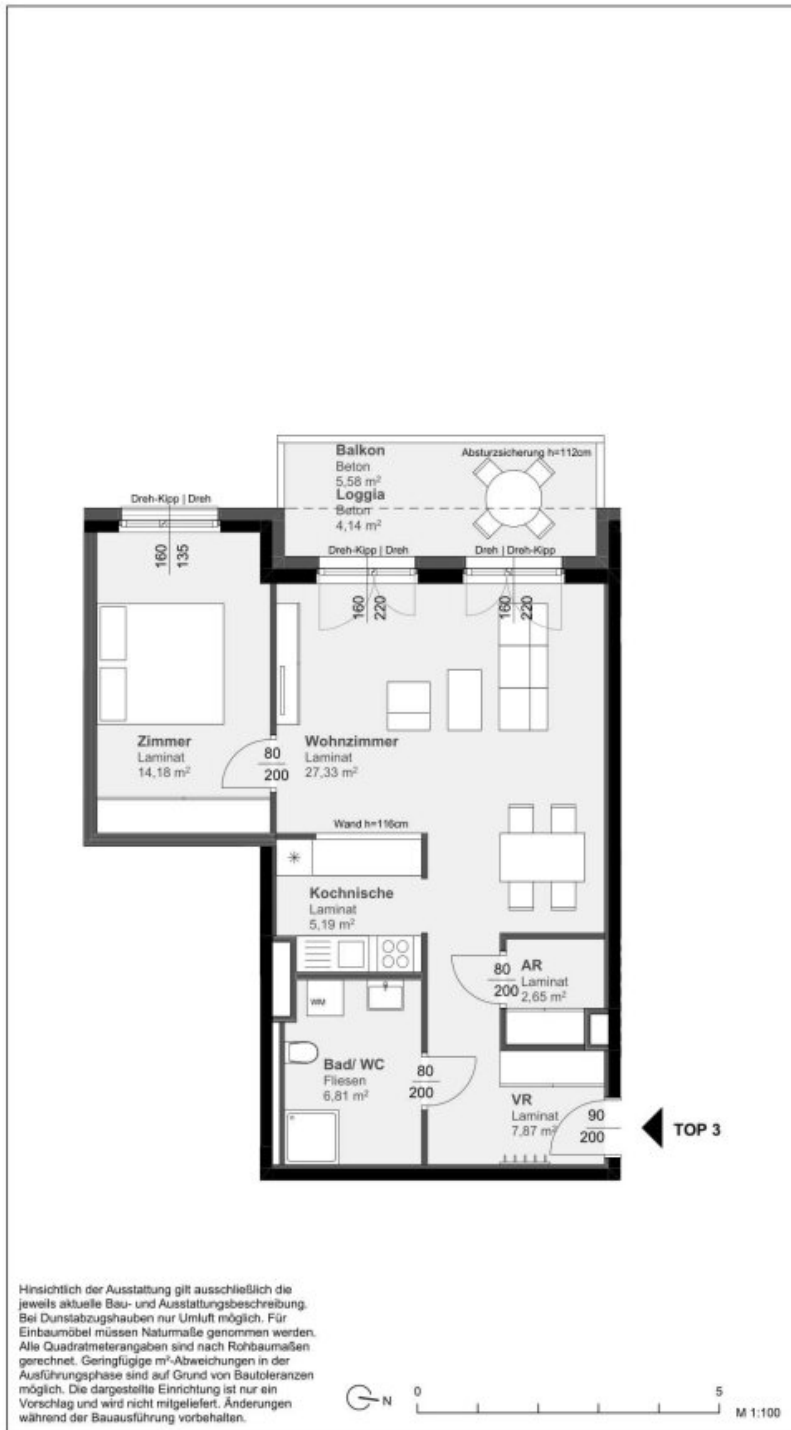 Balkon
Beton
5,58 m²
Loggia
Beton
4,14 m²
Absturzsicherung h=112cm
Dreh-Kipp | Dreh
160
135
Dreh-Kipp | Dreh
160
220
Dreh | Dreh-Kipp
160
220
Zimmer
Laminat
14,18 m²
80
200
Wohnzimmer
Laminat
27,33 m²
Wand h=116cm
Kochnische
Laminat
5,19 m²
80
200
AR
Laminat
2,65 m²
WM
Bad/ WC
Fliesen
6,81 m²
80
200
VR
Laminat
7,87 m²
90
200
TOP 3
Hinsichtlich der Ausstattung gilt ausschließlich die
jeweils aktuelle Bau- und Ausstattungsbeschreibung.
Bei Dunstabzugshauben nur Umluft möglich. Für
Einbaumöbel müssen Naturmaße genommen werden.
Alle Quadratmeterangaben sind nach Rohbaumaßen
gerechnet. Geringfügige m²-Abweichungen in der
Ausführungsphase sind auf Grund von Bautoleranzen
möglich. Die dargestellte Einrichtung ist nur ein
Vorschlag und wird nicht mitgeliefert. Änderungen
während der Bauausführung vorbehalten.
N
0
5
M 1:100